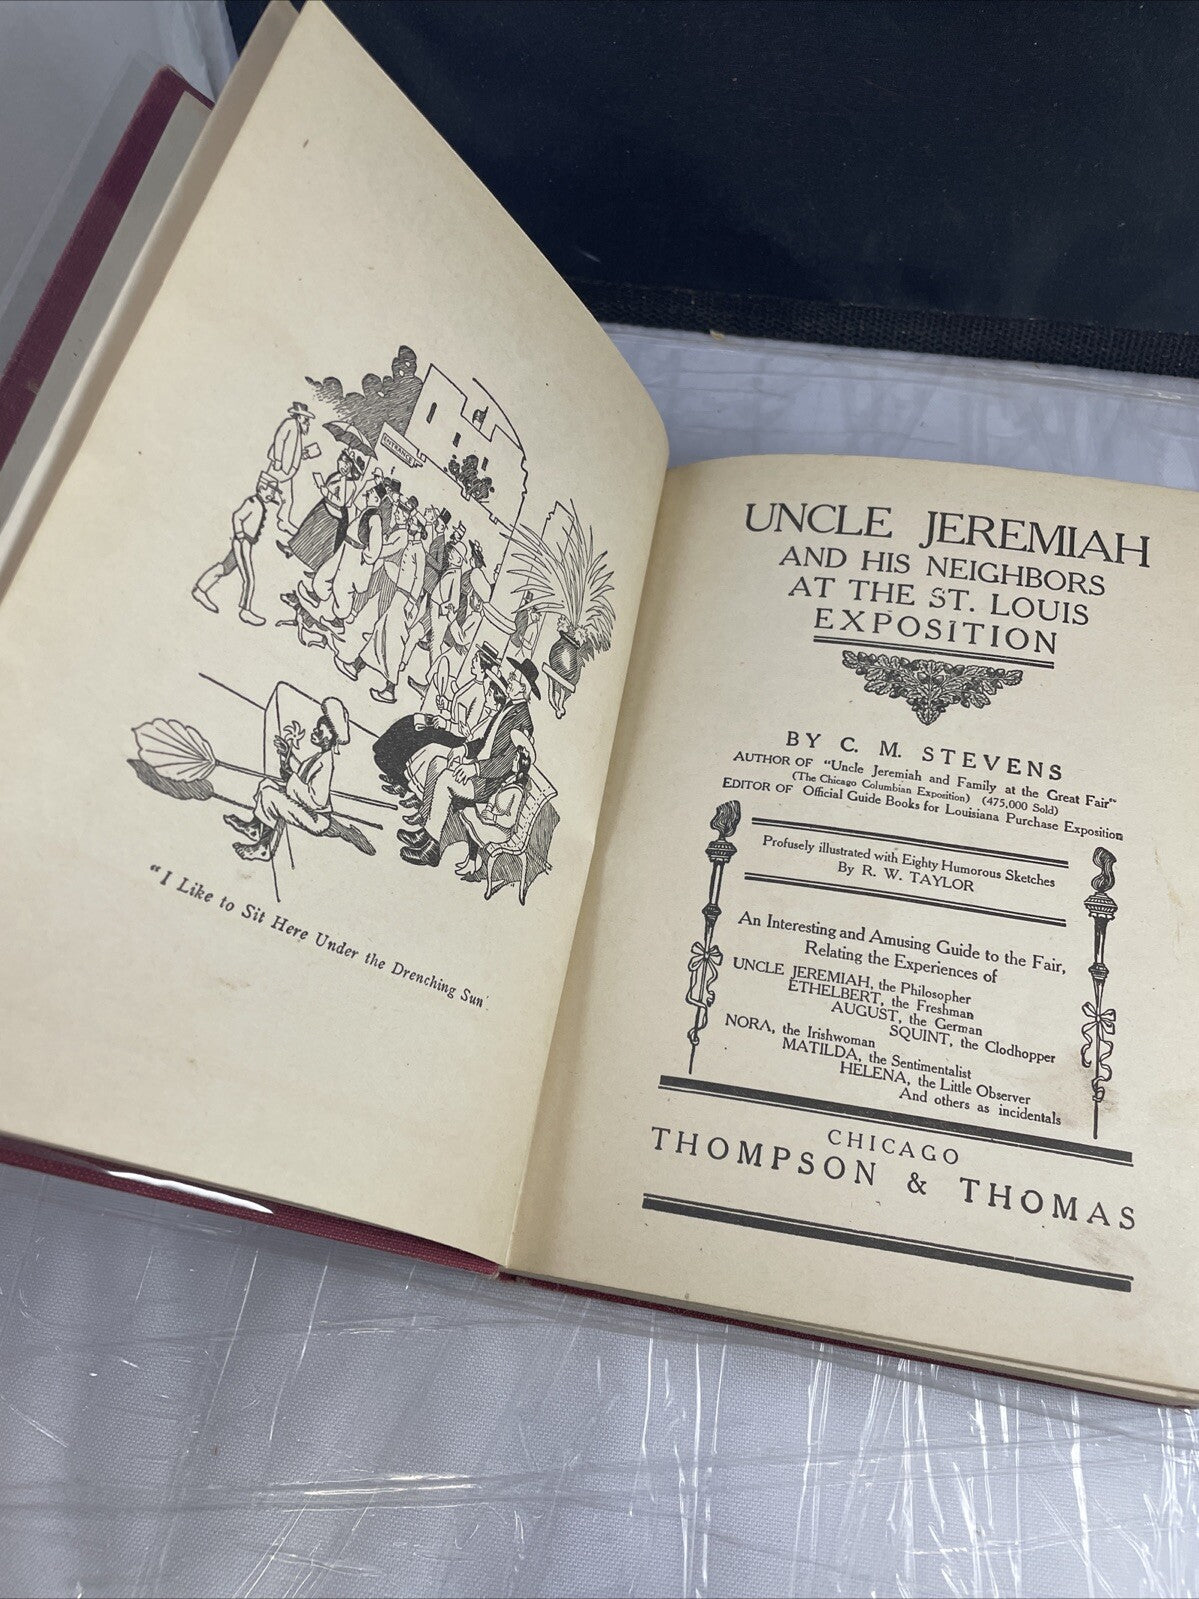 ENTRANCE
"I Like to Sit Here Under the Drenching Sun"
UNCLE JEREMIAH
AND HIS NEIGHBORS
AT THE ST. LOUIS
EXPOSITION
BY C. M. STEVENS
AUTHOR OF "Uncle Jeremiah and Family at the Great Fair"
(The Chicago Columbian Exposition) (475,000 Sold)
EDITOR OF Official Guide Books for Louisiana Purchase Exposition
Profusely illustrated with Eighty Humorous Sketches
By R. W. TAYLOR
An Interesting and Amusing Guide to the Fair,
Relating the Experiences of
UNCLE JEREMIAH, the Philosopher
ETHELBERT, the Freshman
AUGUST, the German
SQUINT, the Clodhopper
NORA, the Irishwoman
MATILDA, the Sentimentalist
HELENA, the Little Observer
And others as incidentals
CHICAGO
THOMPSON & THOMAS